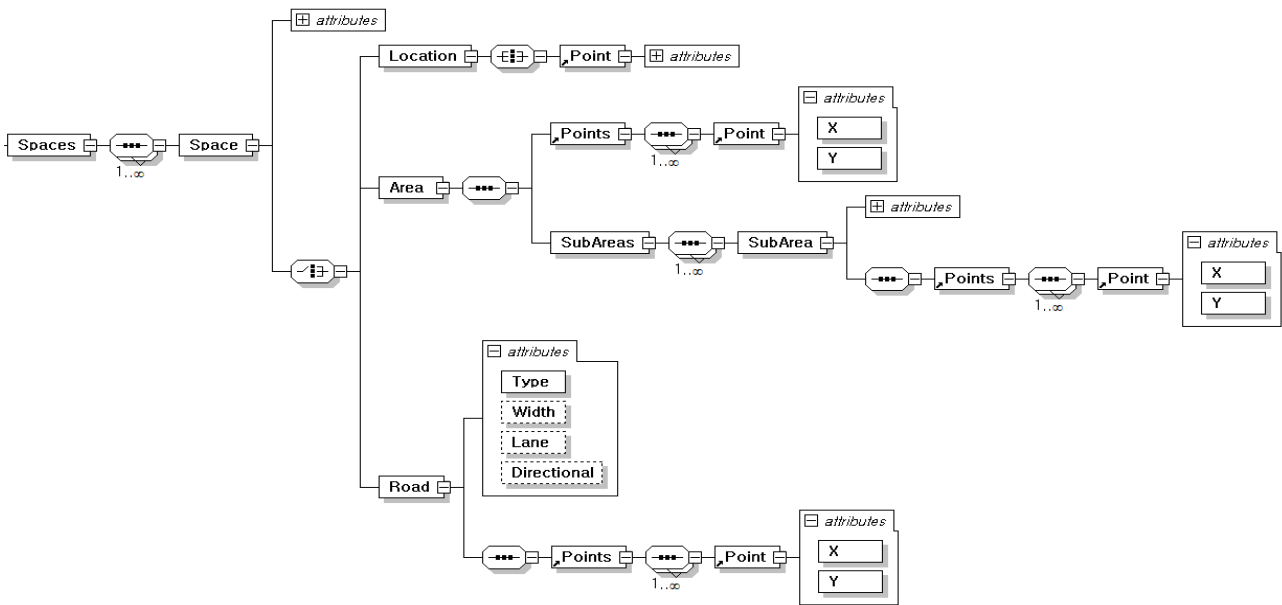 attributes
Location
Point
attributes
attributes
X
Y
Spaces
1..∞
Space
Points
1..∞
Point
Area
attributes
SubAreas
1..∞
SubArea
attributes
X
Y
Points
1..∞
Point
attributes
Type
Width
Lane
Directional
Road
attributes
X
Y
Points
1..∞
Point